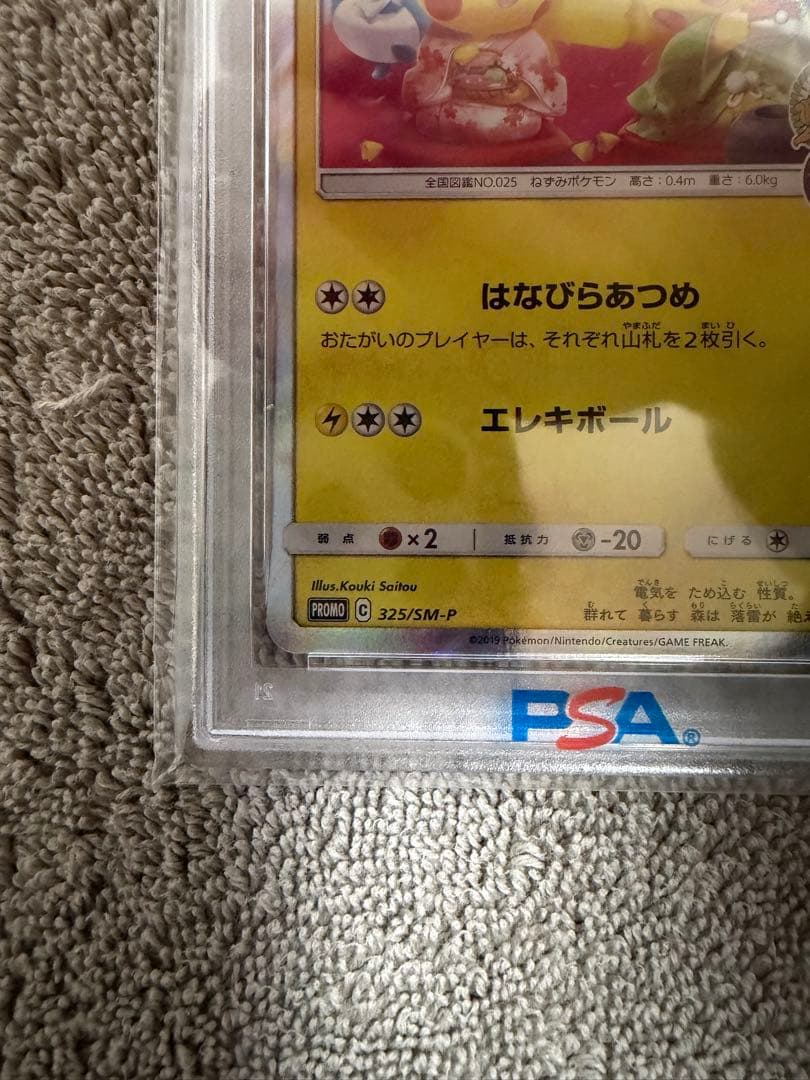 全国図鑑NO.025 ねずみポケモン 高さ:0.4m 重さ:6.0kg
はなびらあつめ
おたがいのプレイヤーは、それぞれ山札を2枚引く。
エレキボール
弱点 ×2 抵抗力 -20 にげる
Illus.Kouki Saitou
電気を ため込む 性質。
PROMO C 325/SM-P
群れて 暮らす 森は 落雷が 絶
©2019 Pokémon/Nintendo/Creatures/GAME FREAK.
PSA®